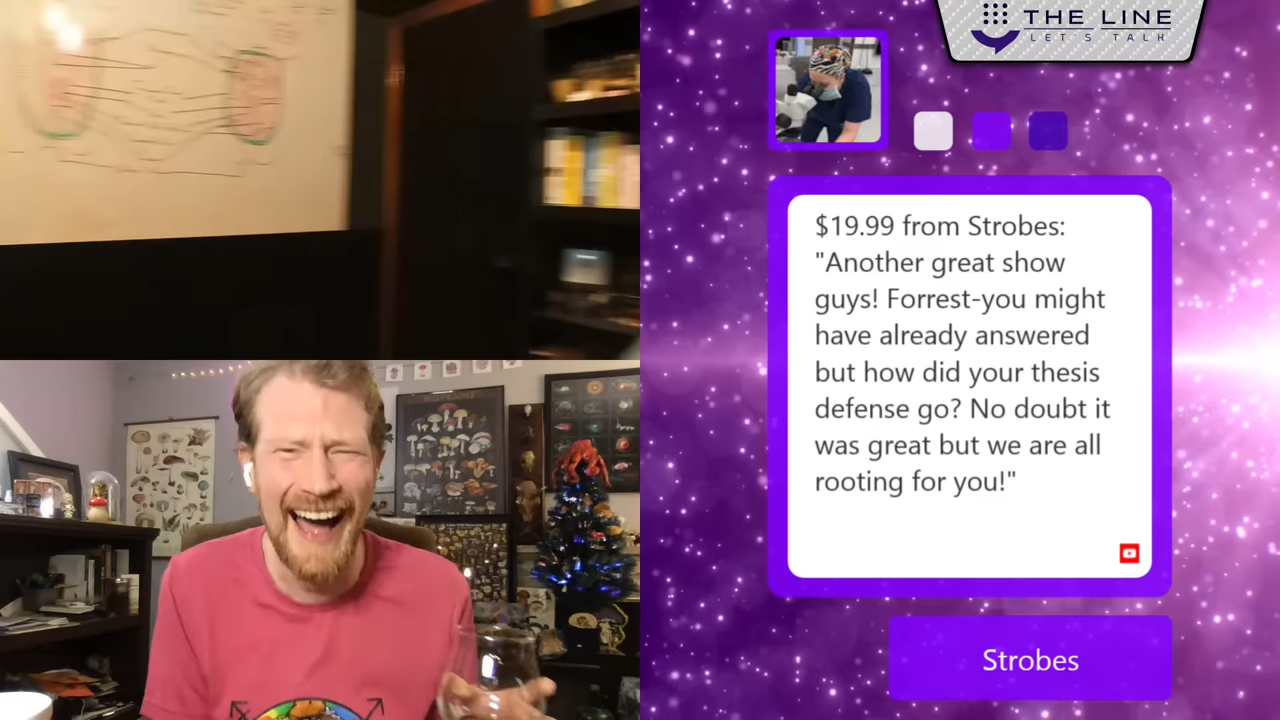 THE LINE
LET'S TALK
$19.99 from Strobes:
"Another great show
guys! Forrest-you might
have already answered
but how did your thesis
defense go? No doubt it
was great but we are all
rooting for you!"
Strobes